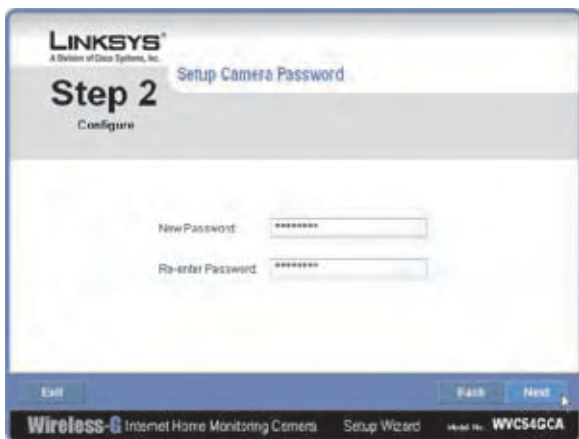 LINKSYS®
A Division of Cisco Systems, Inc.
Setup Camera Password
Step 2
Configure
New Password: ********
Re-enter Password: ********
Exit
Back
Next
Wireless-G Internet Home Monitoring Camera Setup Wizard Model No. WVC54GCA